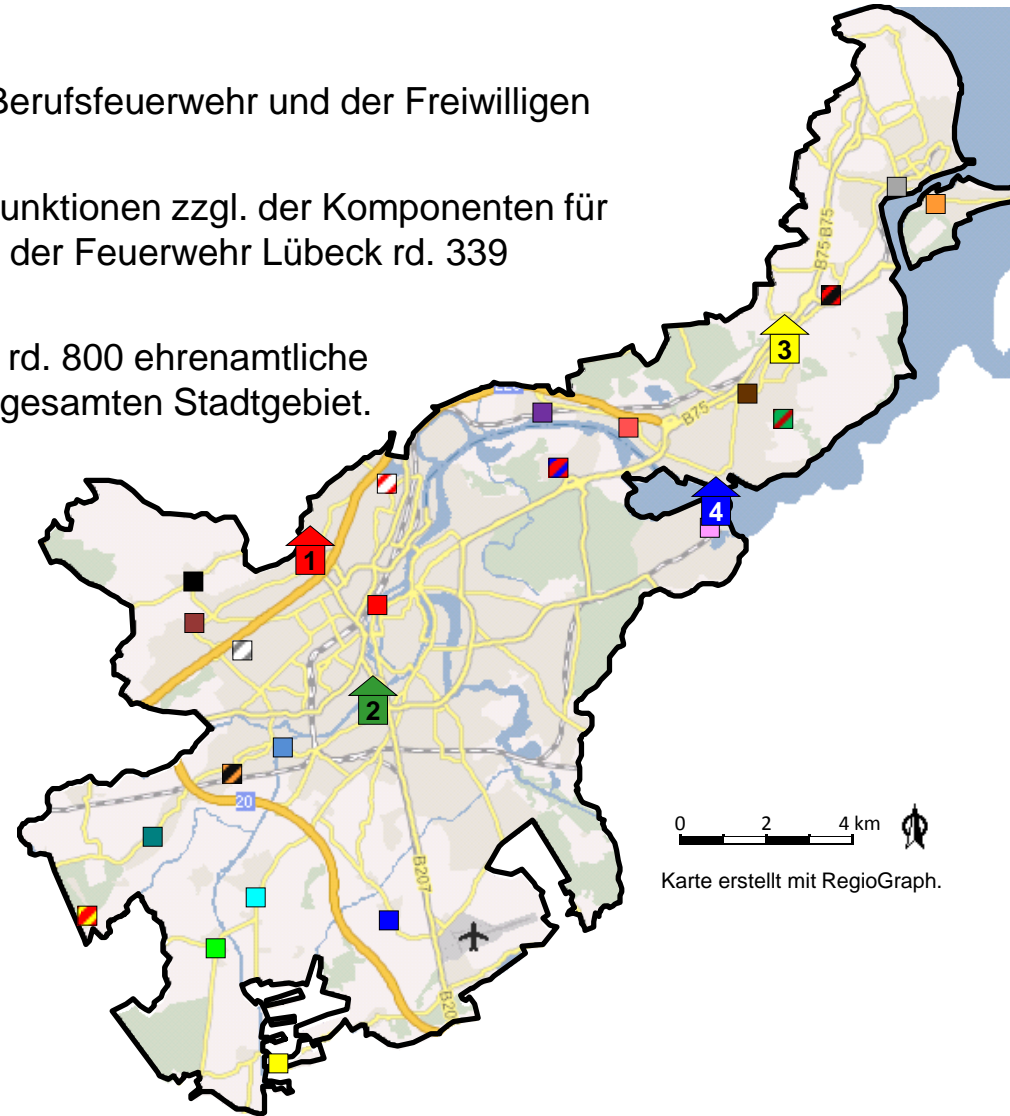 Berufsfeuerwehr und der Freiwilligen
unktionen zzgl. der Komponenten für
der Feuerwehr Lübeck rd. 339
rd. 800 ehrenamtliche
gesamten Stadtgebiet.
B75 B75
3
B75
4
1
2
20
B207
B20
0 2 4 km
Karte erstellt mit RegioGraph.